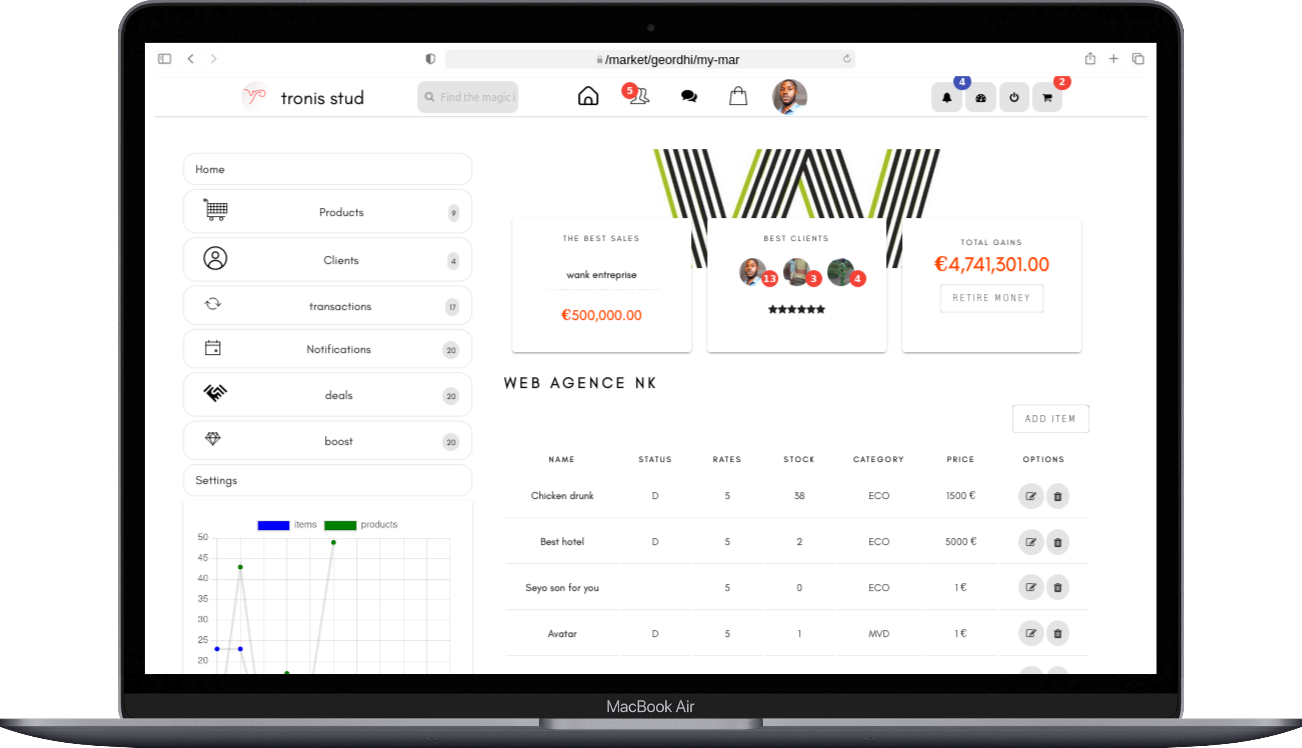 /market/geordhi/my-mar
tronis stud
Find the magic i
5
4
2
Home
Products 9
Clients 4
transactions 17
Notifications 20
deals 20
boost 20
Settings
items products
50
45
40
35
30
25
20
THE BEST SALES
wank entreprise
€500,000.00
BEST CLIENTS
13 3 4
TOTAL GAINS
€4,741,301.00
RETIRE MONEY
WEB AGENCE NK
ADD ITEM
NAME STATUS RATES STOCK CATEGORY PRICE OPTIONS
Chicken drunk D 5 38 ECO 1500 €
Best hotel D 5 2 ECO 5000 €
Seyo son for you 5 0 ECO 1 €
Avatar D 5 1 MVD 1 €
MacBook Air